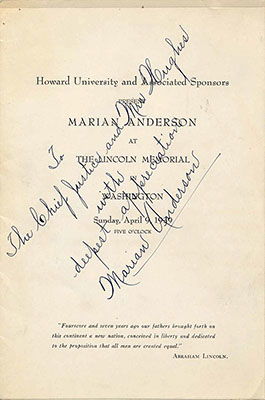 Howard University and Associated Sponsors
PRESENT
MARIAN ANDERSON
AT
THE LINCOLN MEMORIAL
IN
WASHINGTON
Sunday, April 9,
FIVE O'CLOCK
To
The Chief Justice and Mrs Hughes
with
deepest appreciation
Marian Anderson
"Fourscore and seven years ago our fathers brought forth on
this continent a new nation, conceived in liberty and dedicated
to the proposition that all men are created equal."
ABRAHAM LINCOLN.